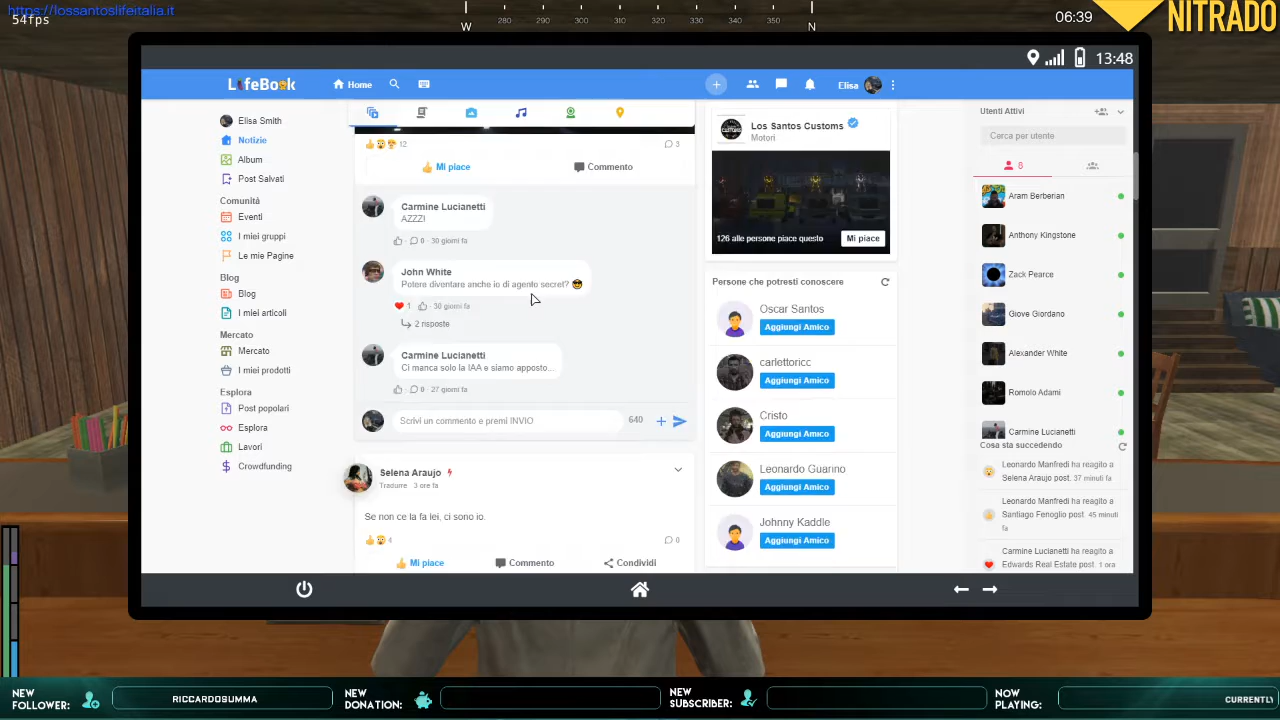 https://lossantoslifeitalia.it
54fps
W 280 290 300 310 320 330 340 350 N
06:39
NITRADO
13:48
LifeBook
Home
Elisa
Elisa Smith
Notizie
Album
Post Salvati
Comunità
Eventi
I miei gruppi
Le mie Pagine
Blog
Blog
I miei articoli
Mercato
Mercato
I miei prodotti
Esplora
Post popolari
Esplora
Lavori
Crowdfunding
12
3
Mi piace
Commento
Carmine Lucianetti
AZZZ!
0 · 30 giorni fa
John White
Potere diventare anche io di agento secret? 😎
1 · 30 giorni fa
2 risposte
Carmine Lucianetti
Ci manca solo la IAA e siamo apposto...
0 · 27 giorni fa
Scrivi un commento e premi INVIO
640
Selena Araujo
Tradurre 3 ore fa
Se non ce la fa lei, ci sono io.
4
0
Mi piace
Commento
Condividi
CUSTOMS
Los Santos Customs
Motori
126 alle persone piace questo
Mi piace
Persone che potresti conoscere
Oscar Santos
Aggiungi Amico
carlettoricc
Aggiungi Amico
Cristo
Aggiungi Amico
Leonardo Guarino
Aggiungi Amico
Johnny Kaddle
Aggiungi Amico
Utenti Attivi
Cerca per utente
8
Aram Berberian
Anthony Kingstone
Zack Pearce
Giove Giordano
Alexander White
Romolo Adami
Carmine Lucianetti
Cosa sta succedendo
Leonardo Manfredi ha reagito a
Selena Araujo post. 37 minuti
fa
Leonardo Manfredi ha reagito a
Santiago Fenoglio post. 45 minuti
fa
Carmine Lucianetti ha reagito a
Edwards Real Estate post. 1 ora
NEW
FOLLOWER:
RICCARDOSUMMA
NEW
DONATION:
NEW
SUBSCRIBER:
NOW
PLAYING:
CURRENTLY